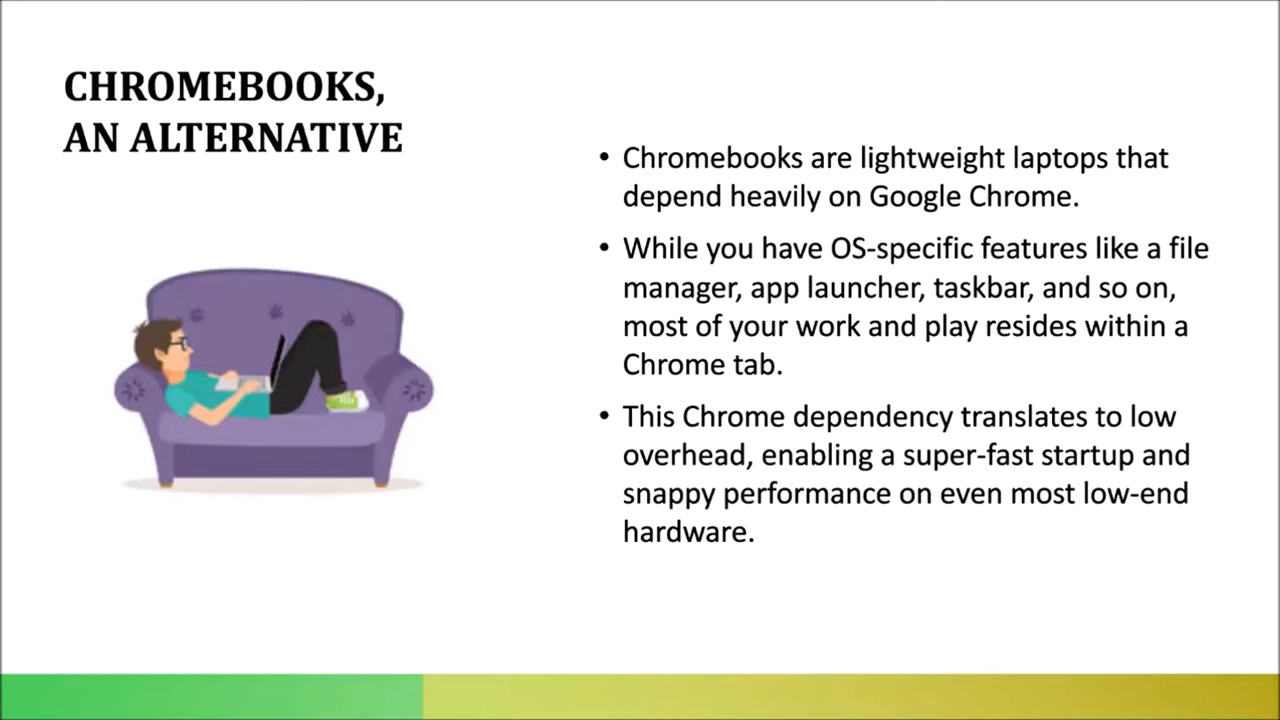 CHROMEBOOKS,
AN ALTERNATIVE
• Chromebooks are lightweight laptops that
depend heavily on Google Chrome.
• While you have OS-specific features like a file
manager, app launcher, taskbar, and so on,
most of your work and play resides within a
Chrome tab.
• This Chrome dependency translates to low
overhead, enabling a super-fast startup and
snappy performance on even most low-end
hardware.